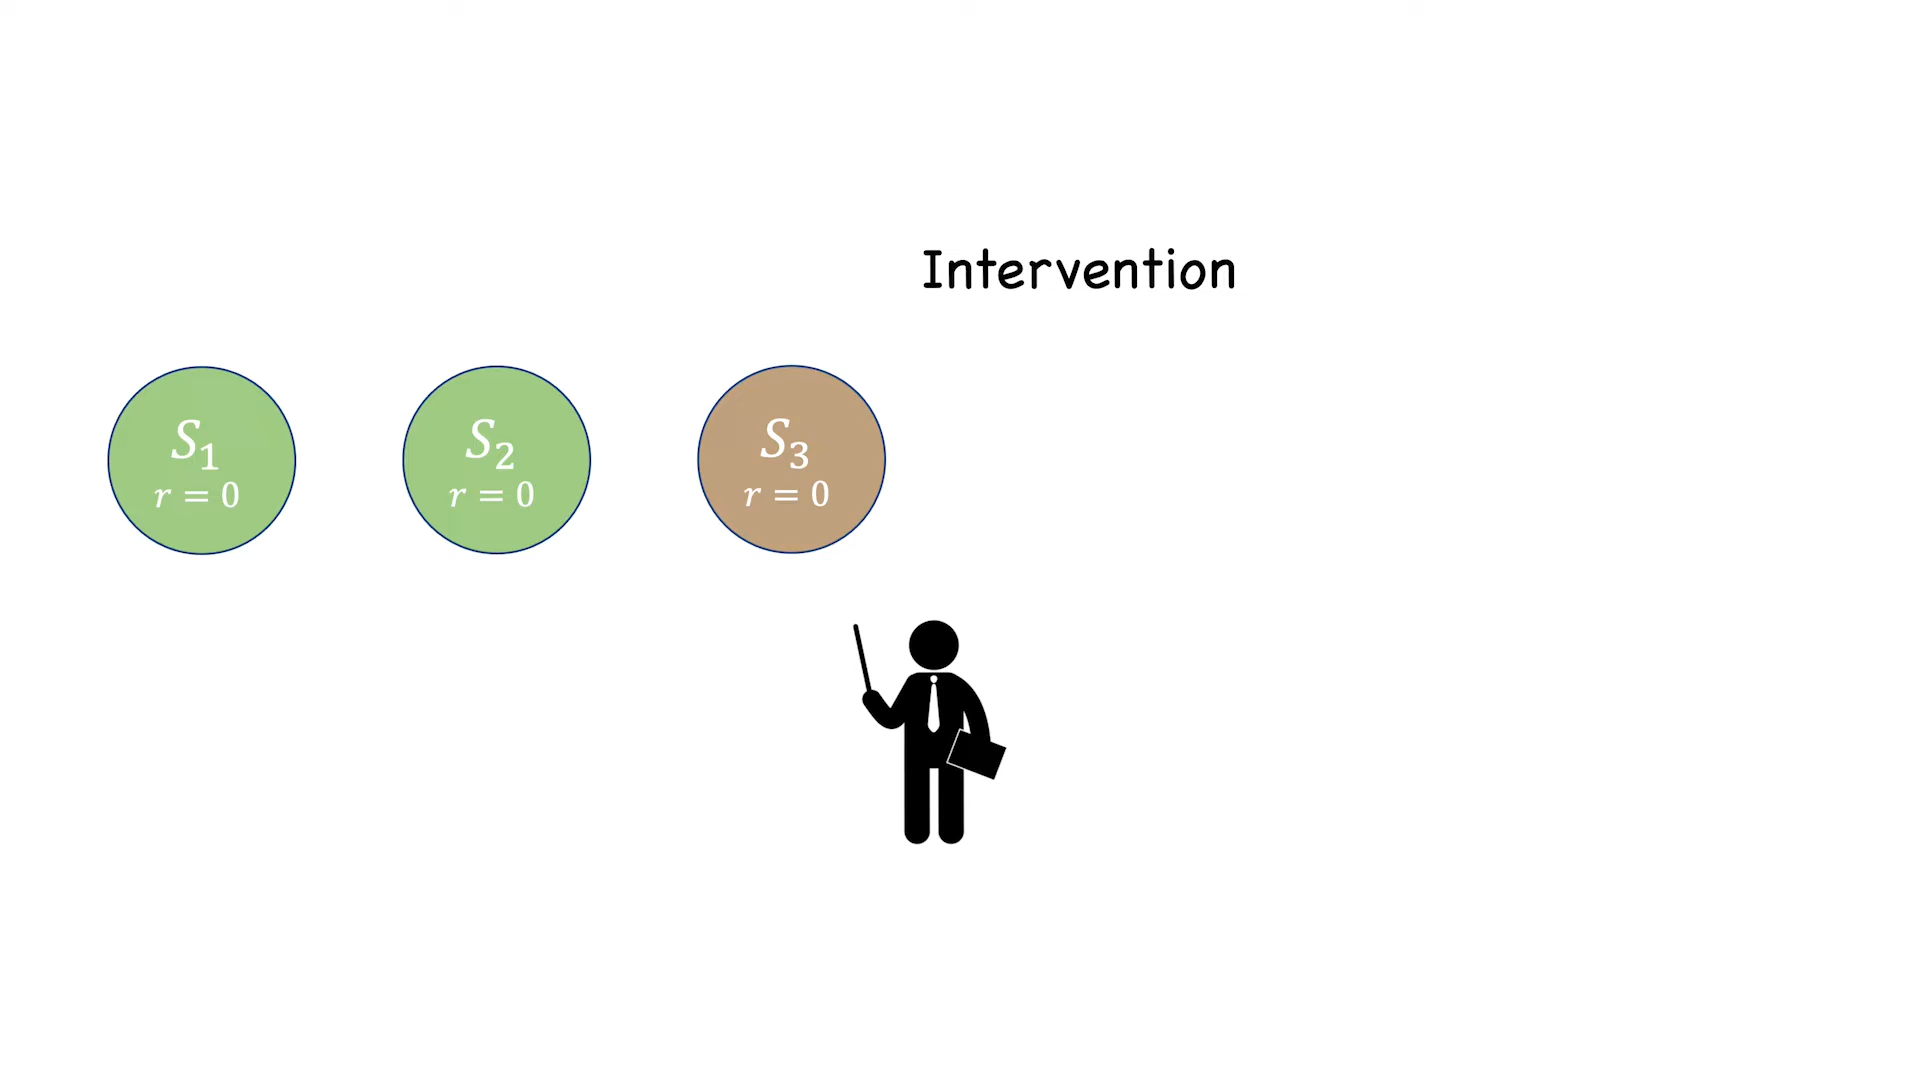 Intervention
S₁
r = 0
S₂
r = 0
S₃
r = 0